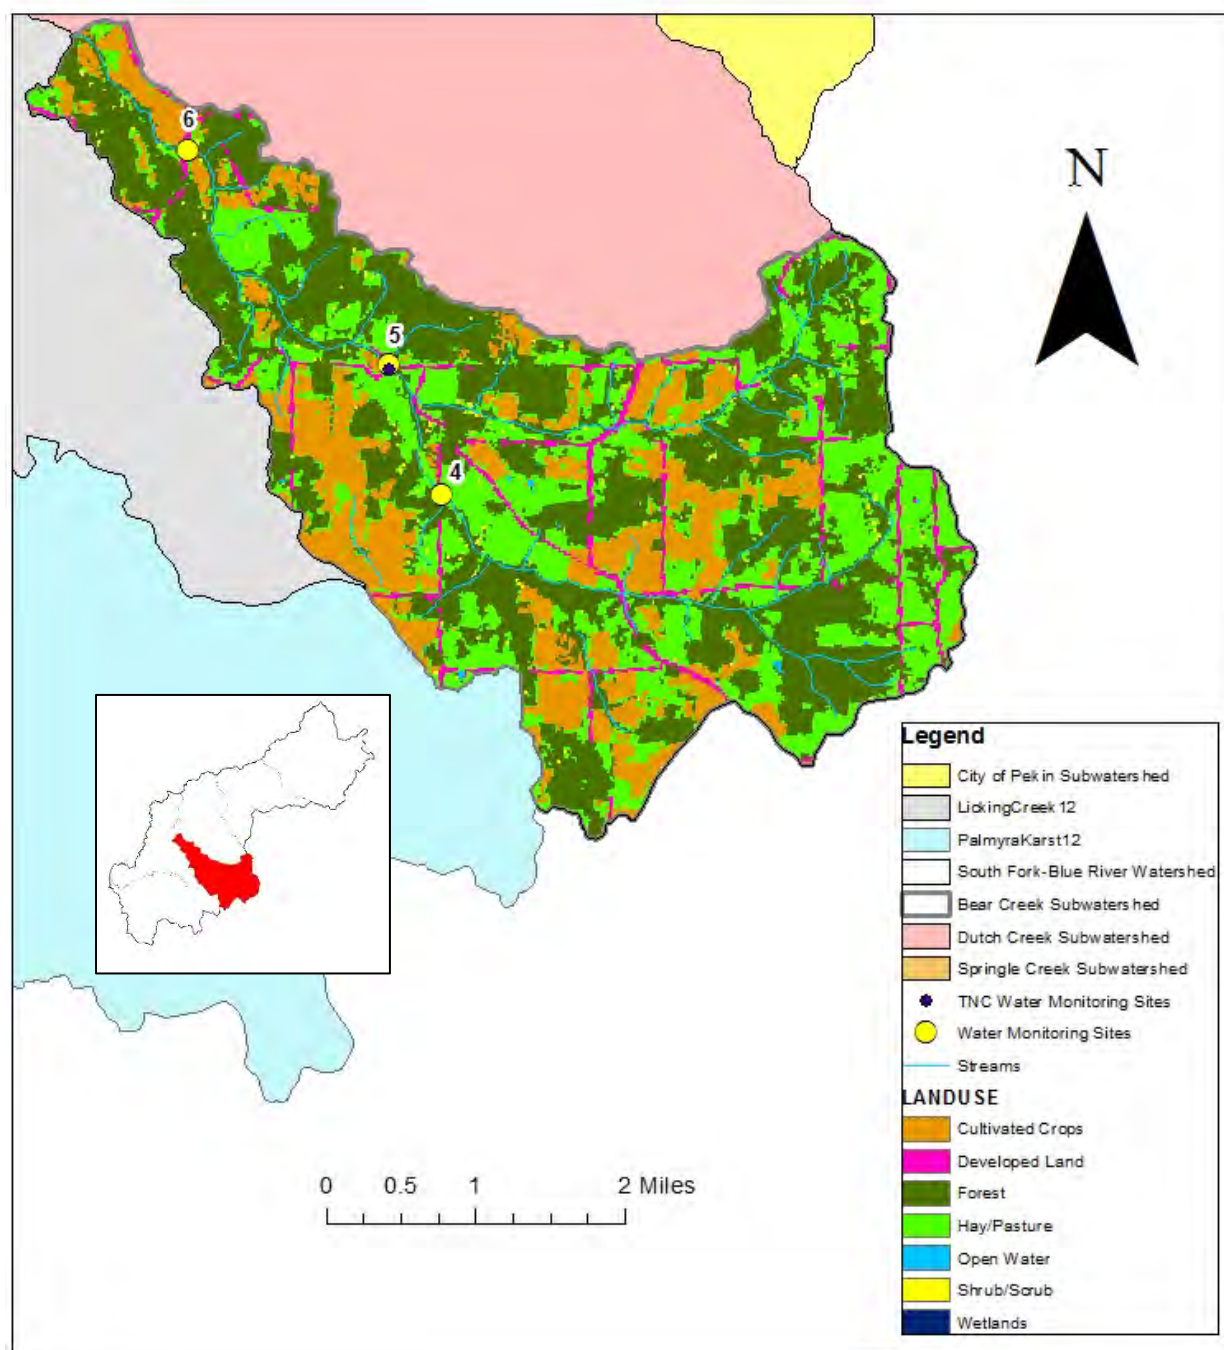 6
N
5
4
Legend
City of Pekin Subwatershed
LickingCreek12
PalmyraKarst12
South Fork-Blue River Watershed
Bear Creek Subwatershed
Dutch Creek Subwatershed
Springle Creek Subwatershed
TNC Water Monitoring Sites
Water Monitoring Sites
Streams
LANDUSE
Cultivated Crops
Developed Land
Forest
Hay/Pasture
Open Water
Shrub/Scrub
Wetlands
0 0.5 1 2 Miles